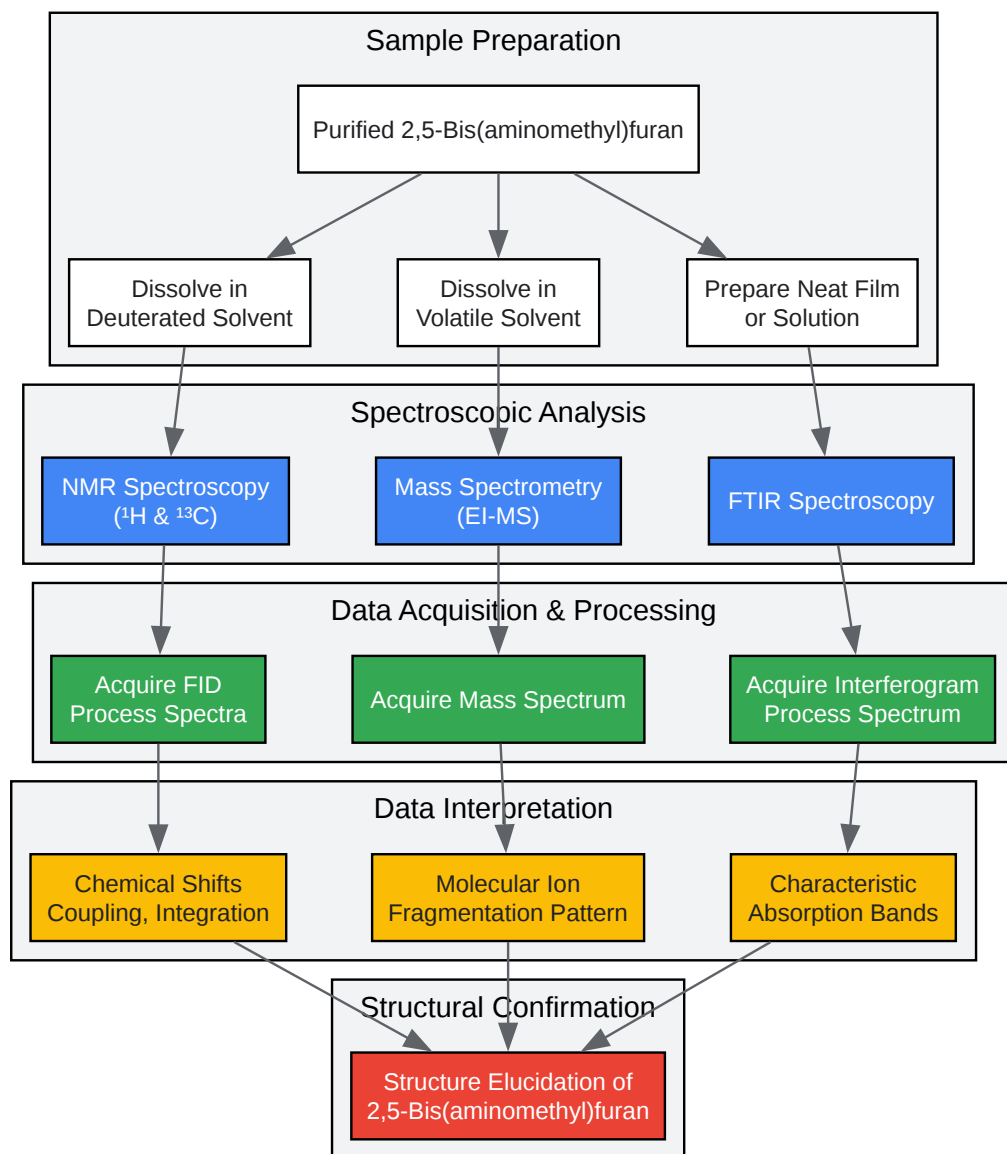 Sample Preparation
Purified 2,5-Bis(aminomethyl)furan
Dissolve in
Deuterated Solvent
Dissolve in
Volatile Solvent
Prepare Neat Film
or Solution
Spectroscopic Analysis
NMR Spectroscopy
(¹H & ¹³C)
Mass Spectrometry
(EI-MS)
FTIR Spectroscopy
Data Acquisition & Processing
Acquire FID
Process Spectra
Acquire Mass Spectrum
Acquire Interferogram
Process Spectrum
Data Interpretation
Chemical Shifts
Coupling, Integration
Molecular Ion
Fragmentation Pattern
Characteristic
Absorption Bands
Structural Confirmation
Structure Elucidation of
2,5-Bis(aminomethyl)furan